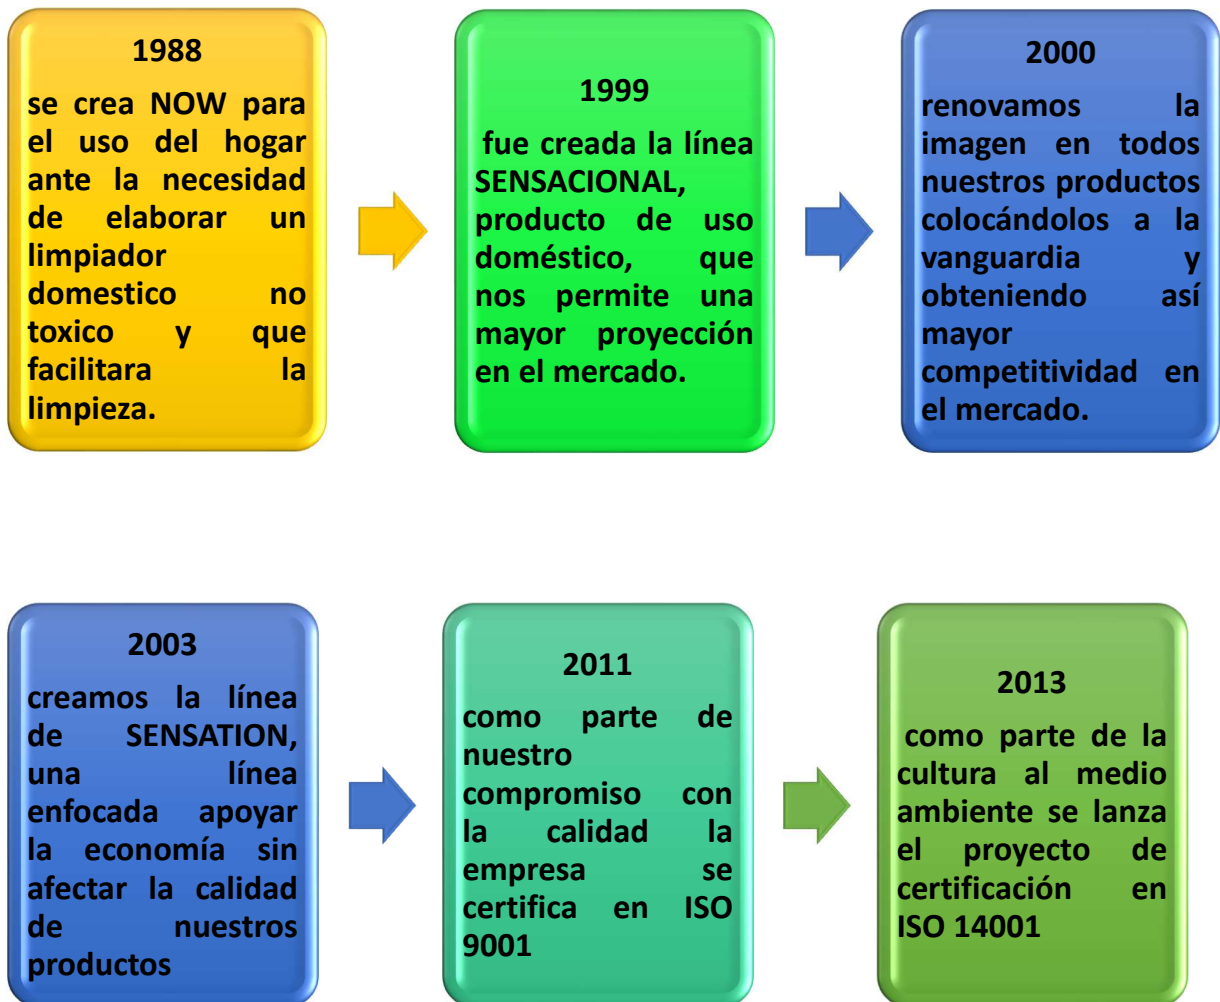 1988
se crea NOW para
el uso del hogar
ante la necesidad
de elaborar un
limpiador
domestico no
toxico y que
facilitara la
limpieza.
1999
fue creada la línea
SENSACIONAL,
producto de uso
doméstico, que
nos permite una
mayor proyección
en el mercado.
2000
renovamos la
imagen en todos
nuestros productos
colocándolos a la
vanguardia y
obteniendo así
mayor
competitividad en
el mercado.
2003
creamos la línea
de SENSATION,
una línea
enfocada apoyar
la economía sin
afectar la calidad
de nuestros
productos
2011
como parte de
nuestro
compromiso con
la calidad la
empresa se
certifica en ISO
9001
2013
como parte de la
cultura al medio
ambiente se lanza
el proyecto de
certificación en
ISO 14001